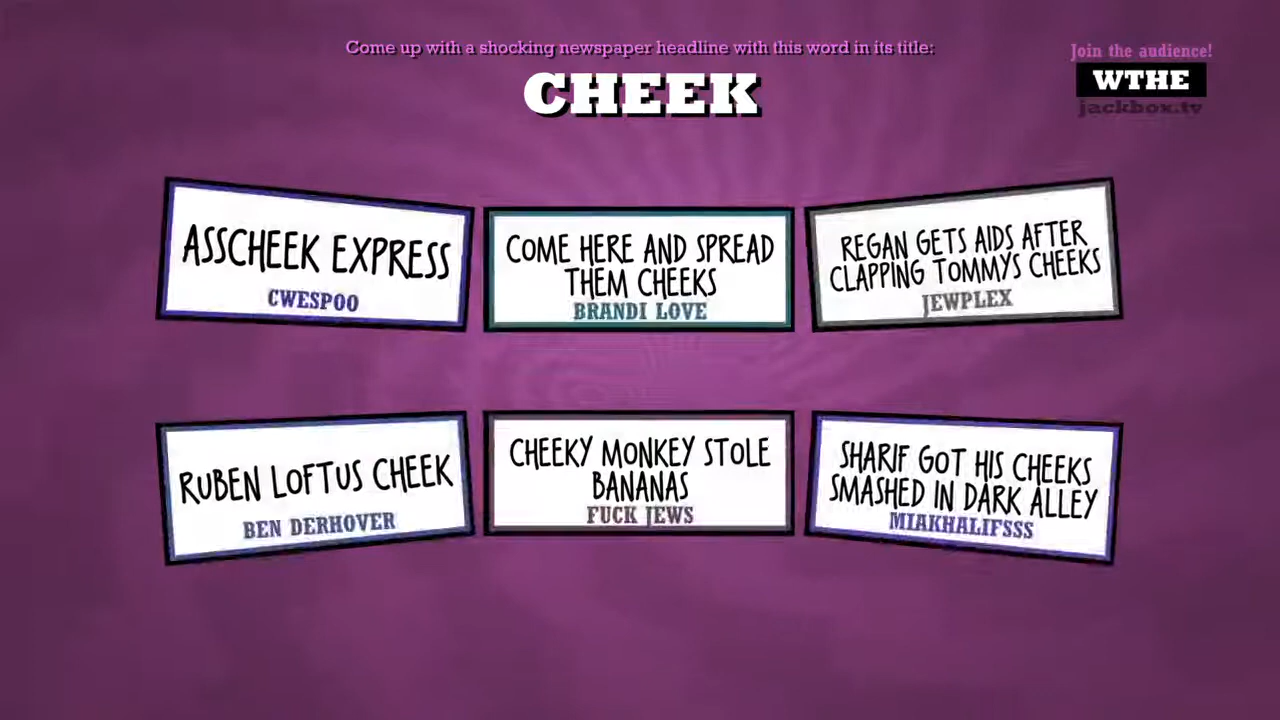 Come up with a shocking newspaper headline with this word in its title:
CHEEK
Join the audience!
WTHE
jackbox.tv
ASSCHEEK EXPRESS
CWESPOO
COME HERE AND SPREAD
THEM CHEEKS
BRANDI LOVE
REGAN GETS AIDS AFTER
CLAPPING TOMMYS CHEEKS
JEWPLEX
RUBEN LOFTUS CHEEK
BEN DERHOVER
CHEEKY MONKEY STOLE
BANANAS
FUCK JEWS
SHARIF GOT HIS CHEEKS
SMASHED IN DARK ALLEY
MIAKHALIFSSS